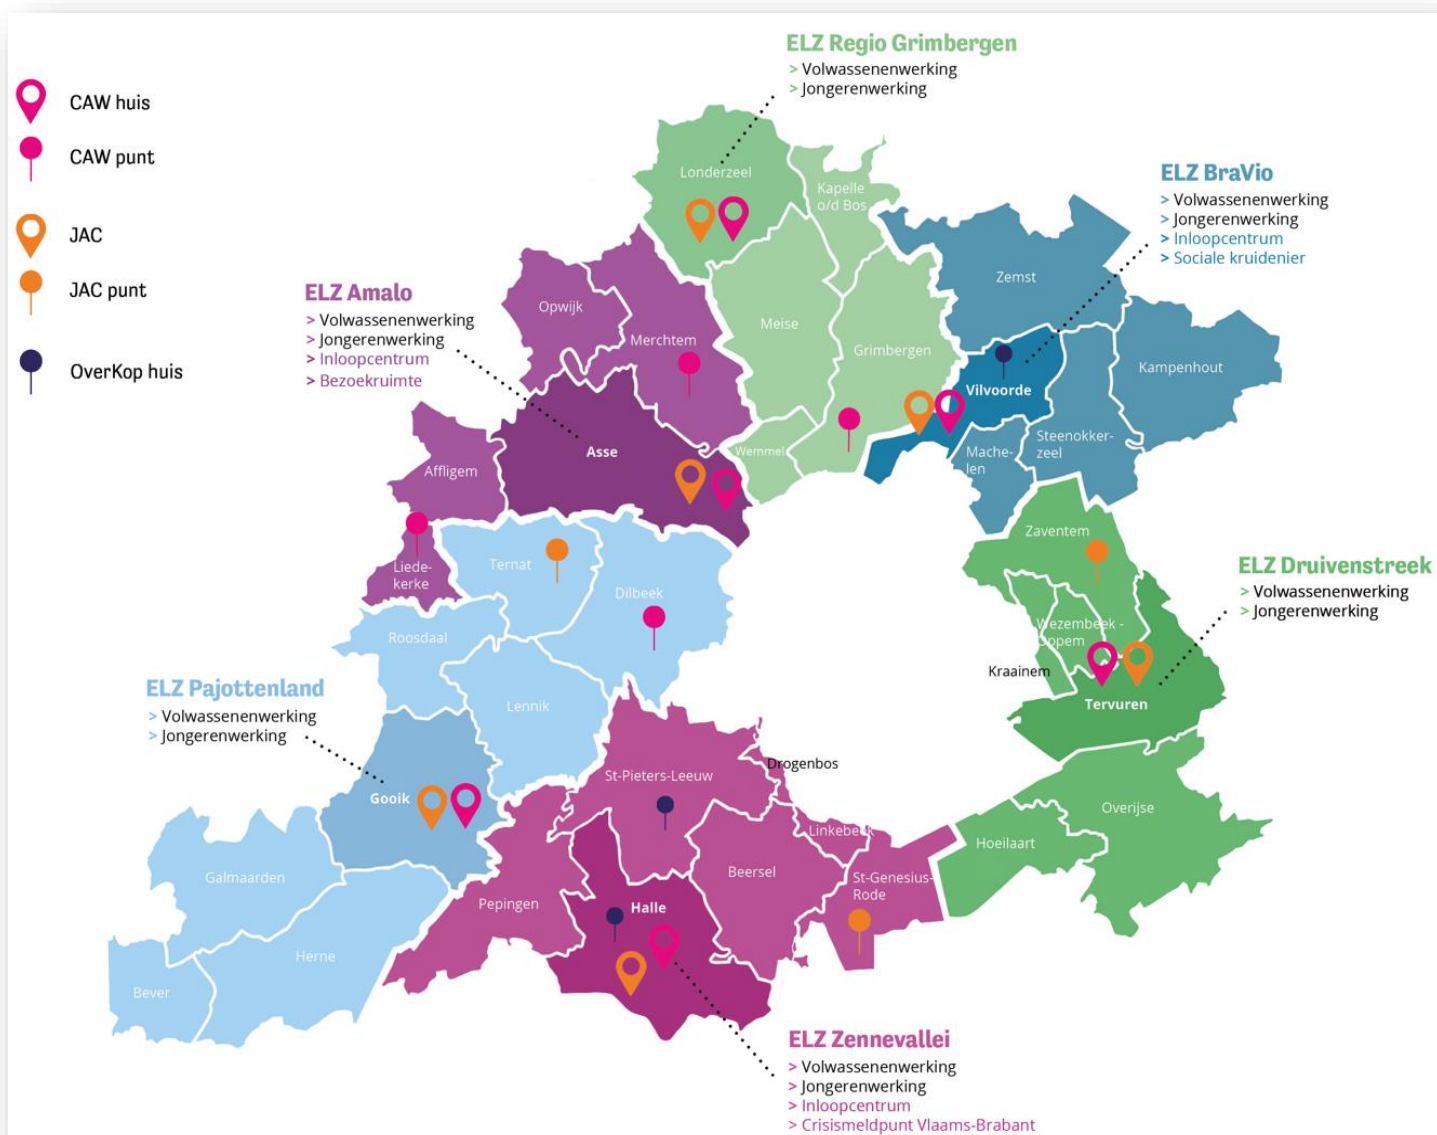 CAW huis
CAW punt
JAC
JAC punt
OverKop huis
ELZ Regio Grimbergen
> Volwassenenwerking
> Jongerenwerking
ELZ BraVio
> Volwassenenwerking
> Jongerenwerking
> Inloopcentrum
> Sociale kruidenier
ELZ Amalo
> Volwassenenwerking
> Jongerenwerking
> Inloopcentrum
> Bezoekruimte
ELZ Druivenstreek
> Volwassenenwerking
> Jongerenwerking
ELZ Pajottenland
> Volwassenenwerking
> Jongerenwerking
ELZ Zennevallei
> Volwassenenwerking
> Jongerenwerking
> Inloopcentrum
> Crisismeldpunt Vlaams-Brabant
Londerzeel
Kapelle
o/d Bos
Zemst
Opwijk
Merchtem
Meise
Grimbergen
Vilvoorde
Kampenhout
Asse
Wemmel
Mache-
len
Steenokker-
zeel
Affligem
Liede-
kerke
Ternat
Dilbeek
Zaventem
Roosdaal
Wezembeek -
Oppem
Kraainem
Lennik
Tervuren
Gooik
St-Pieters-Leeuw
Drogenbos
Overijse
Linkebeek
Hoeilaart
Galmaarden
Beersel
St-Genesius-
Rode
Pepingen
Halle
Herne
Bever